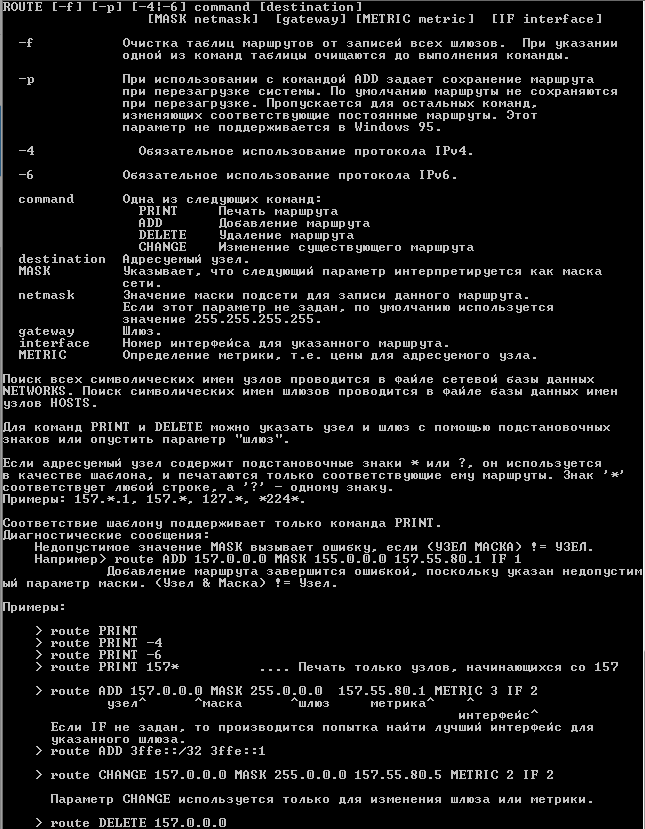 ROUTE [-f] [-p] [-4|-6] command [destination]
[MASK netmask] [gateway] [METRIC metric] [IF interface]
-f Очистка таблиц маршрутов от записей всех шлюзов. При указании
одной из команд таблицы очищаются до выполнения команды.
-p При использовании с командой ADD задает сохранение маршрута
при перезагрузке системы. По умолчанию маршруты не сохраняются
при перезагрузке. Пропускается для остальных команд,
изменяющих соответствующие постоянные маршруты. Этот
параметр не поддерживается в Windows 95.
-4 Обязательное использование протокола IPv4.
-6 Обязательное использование протокола IPv6.
command Одна из следующих команд:
PRINT Печать маршрута
ADD Добавление маршрута
DELETE Удаление маршрута
CHANGE Изменение существующего маршрута
destination Адресуемый узел.
MASK Указывает, что следующий параметр интерпретируется как маска
сети.
netmask Значение маски подсети для записи данного маршрута.
Если этот параметр не задан, по умолчанию используется
значение 255.255.255.255.
gateway Шлюз.
interface Номер интерфейса для указанного маршрута.
METRIC Определение метрики, т.е. цены для адресуемого узла.
Поиск всех символических имен узлов проводится в файле сетевой базы данных
NETWORKS. Поиск символических имен шлюзов проводится в файле базы данных имен
узлов HOSTS.
Для команд PRINT и DELETE можно указать узел и шлюз с помощью подстановочных
знаков или опустить параметр "шлюз".
Если адресуемый узел содержит подстановочные знаки * или ?, он используется
в качестве шаблона, и печатаются только соответствующие ему маршруты. Знак '*'
соответствует любой строке, а '?' - одному знаку.
Примеры: 157.*.1, 157.*, 127.*, *224*.
Соответствие шаблону поддерживает только команда PRINT.
Диагностические сообщения:
Недопустимое значение MASK вызывает ошибку, если (УЗЕЛ МАСКА) != УЗЕЛ.
Например> route ADD 157.0.0.0 MASK 155.0.0.0 157.55.80.1 IF 1
Добавление маршрута завершится ошибкой, поскольку указан недопустим
ый параметр маски. (Узел & Маска) != Узел.
Примеры:
> route PRINT
> route PRINT -4
> route PRINT -6
> route PRINT 157* .... Печать только узлов, начинающихся со 157
> route ADD 157.0.0.0 MASK 255.0.0.0 157.55.80.1 METRIC 3 IF 2
узел^ ^маска ^шлюз метрика^ ^
интерфейс^
Если IF не задан, то производится попытка найти лучший интерфейс для
указанного шлюза.
> route ADD 3ffe::/32 3ffe::1
> route CHANGE 157.0.0.0 MASK 255.0.0.0 157.55.80.5 METRIC 2 IF 2
Параметр CHANGE используется только для изменения шлюза или метрики.
> route DELETE 157.0.0.0